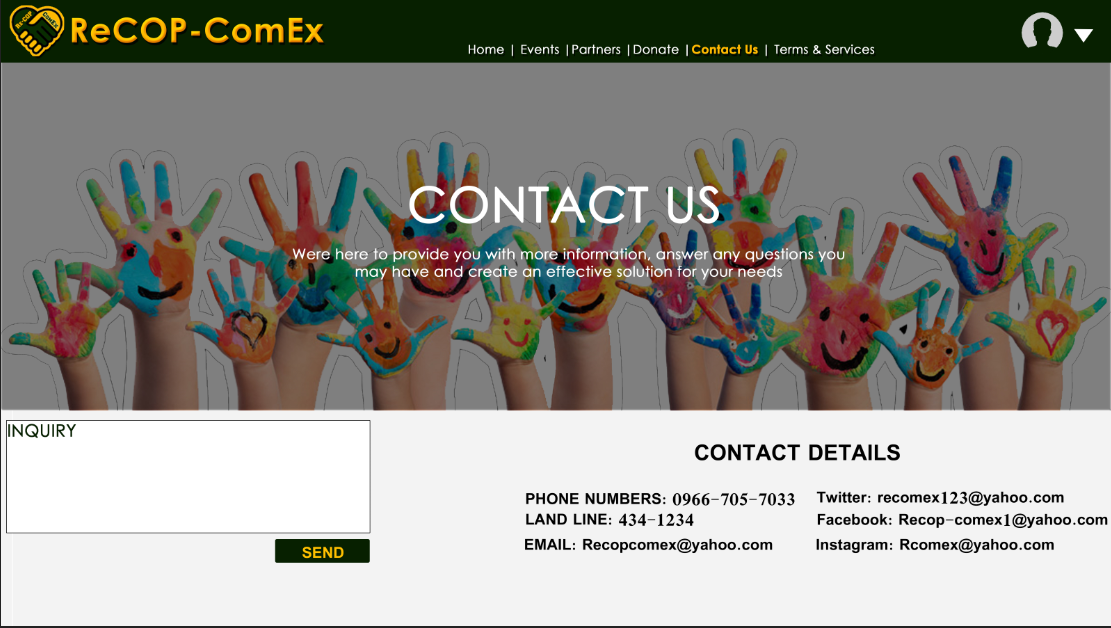 Re-COP ComEx
ReCOP-ComEx
Home | Events |Partners |Donate |Contact Us | Terms & Services
CONTACT US
Were here to provide you with more information, answer any questions you
may have and create an effective solution for your needs
INQUIRY
SEND
CONTACT DETAILS
PHONE NUMBERS: 0966-705-7033
LAND LINE: 434-1234
EMAIL: Recopcomex@yahoo.com
Twitter: recomex123@yahoo.com
Facebook: Recop-comex1@yahoo.com
Instagram: Rcomex@yahoo.com